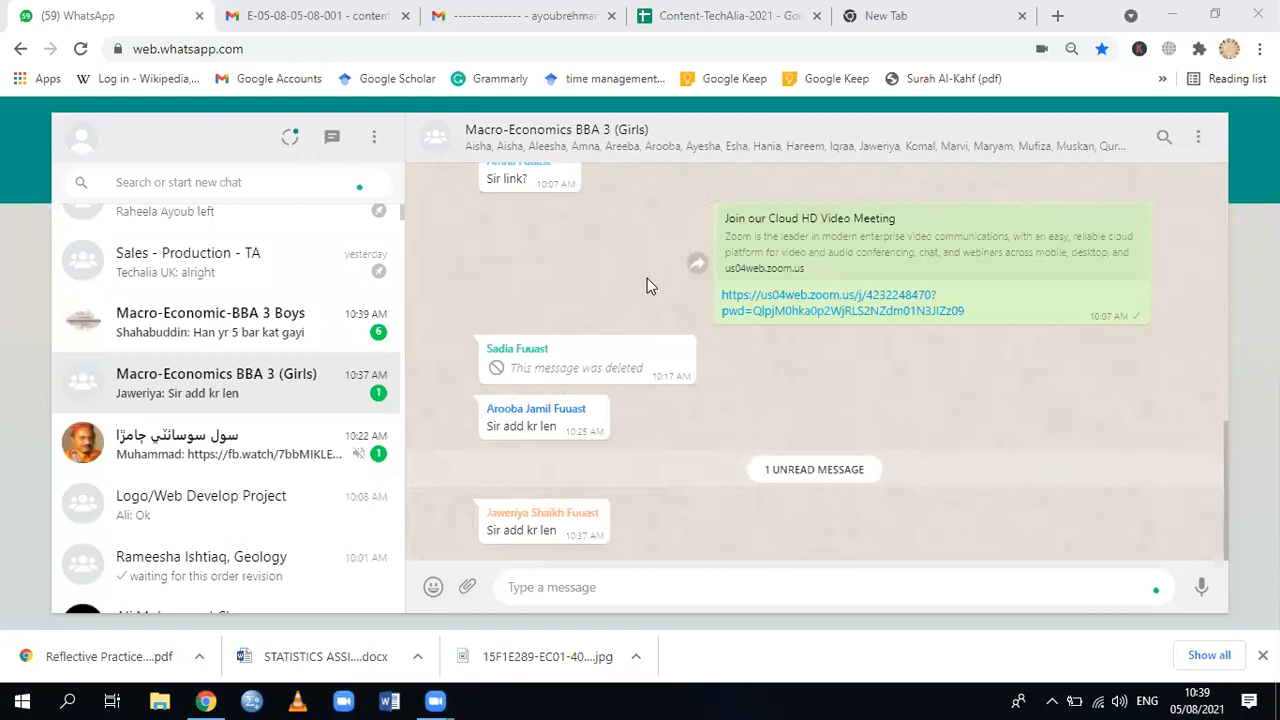 (59) WhatsApp
E-05-08-05-08-001 - content
---------------- - ayoubrehman
Content-TechAlia-2021 - Goo
New Tab
web.whatsapp.com
Apps
Log in - Wikipedia,...
Google Accounts
Google Scholar
Grammarly
time management...
Google Keep
Google Keep
Surah Al-Kahf (pdf)
»
Reading list
Search or start new chat
Raheela Ayoub left
Sales - Production - TA
yesterday
Techalia UK: alright
Macro-Economic-BBA 3 Boys
10:39 AM
Shahabuddin: Han yr 5 bar kat gayi
6
Macro-Economics BBA 3 (Girls)
10:37 AM
Jaweriya: Sir add kr len
1
10:22 AM
Muhammad: https://fb.watch/7bbMIKLE...
1
Logo/Web Develop Project
10:08 AM
Ali: Ok
Rameesha Ishtiaq, Geology
10:01 AM
waiting for this order revision
Macro-Economics BBA 3 (Girls)
Aisha, Aisha, Aleesha, Amna, Areeba, Arooba, Ayesha, Esha, Hania, Hareem, Iqraa, Jaweriya, Komal, Marvi, Maryam, Mufiza, Muskan, Qur...
Amna Fuuast
Sir link?
10:07 AM
Join our Cloud HD Video Meeting
Zoom is the leader in modern enterprise video communications, with an easy, reliable cloud
platform for video and audio conferencing, chat, and webinars across mobile, desktop, and
us04web.zoom.us
https://us04web.zoom.us/j/4232248470?
pwd=QlpjM0hka0p2WjRLS2NZdm01N3JIZz09
10:07 AM
Sadia Fuuast
This message was deleted
10:17 AM
Arooba Jamil Fuuast
Sir add kr len
10:25 AM
1 UNREAD MESSAGE
Jaweriya Shaikh Fuuast
Sir add kr len
10:37 AM
Type a message
Reflective Practice....pdf
STATISTICS ASSI....docx
15F1E289-EC01-40....jpg
Show all
ENG
10:39
05/08/2021